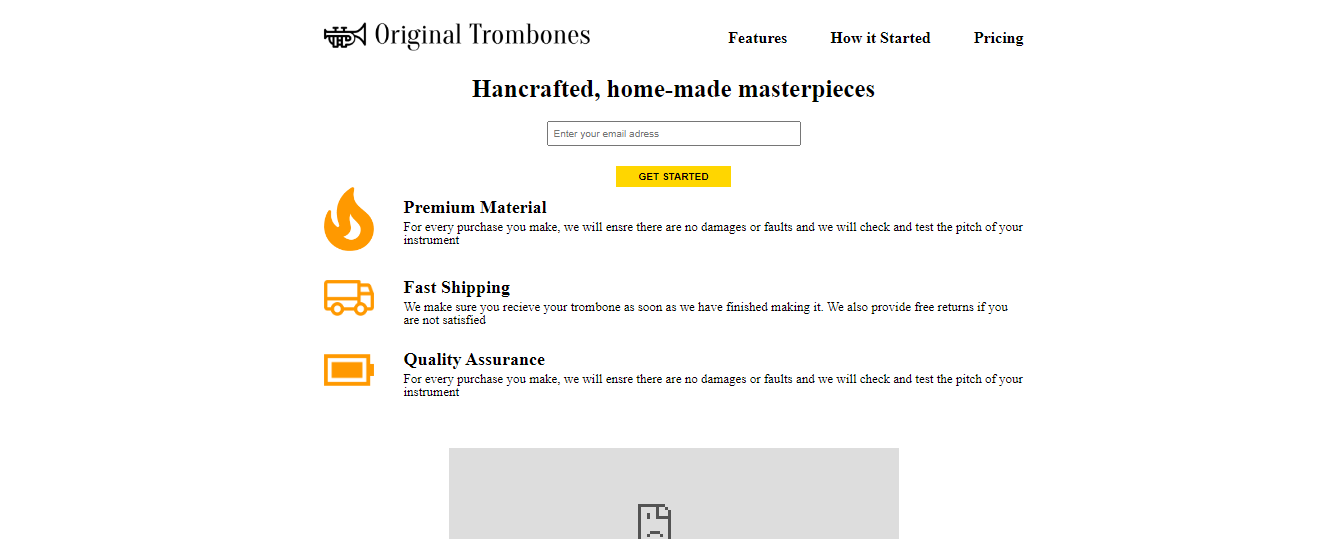 Original Trombones
Features
How it Started
Pricing
Hancrafted, home-made masterpieces
Enter your email adress
GET STARTED
Premium Material
For every purchase you make, we will ensre there are no damages or faults and we will check and test the pitch of your
instrument
Fast Shipping
We make sure you recieve your trombone as soon as we have finished making it. We also provide free returns if you
are not satisfied
Quality Assurance
For every purchase you make, we will ensre there are no damages or faults and we will check and test the pitch of your
instrument